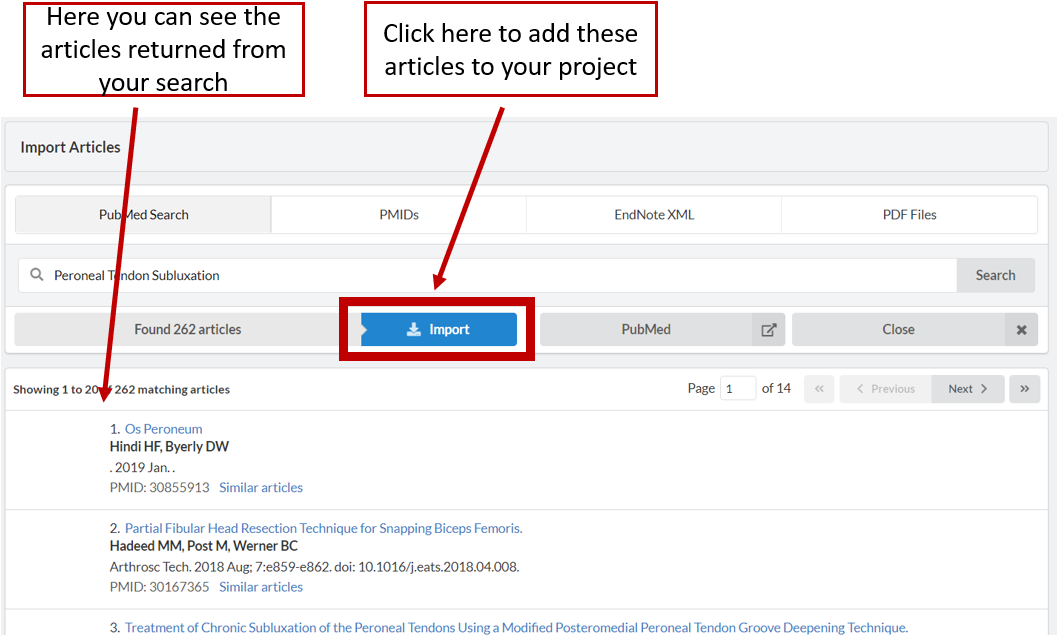 Here you can see the
articles returned from
your search
Click here to add these
articles to your project
Import Articles
PubMed Search
PMIDs
EndNote XML
PDF Files
Peroneal Tendon Subluxation
Search
Found 262 articles
Import
PubMed
Close
Showing 1 to 20 of 262 matching articles
Page 1 of 14
Previous
Next
1. Os Peroneum
Hindi HF, Byerly DW
. 2019 Jan. .
PMID: 30855913 Similar articles
2. Partial Fibular Head Resection Technique for Snapping Biceps Femoris.
Hadeed MM, Post M, Werner BC
Arthrosc Tech. 2018 Aug; 7:e859-e862. doi: 10.1016/j.eats.2018.04.008.
PMID: 30167365 Similar articles
3. Treatment of Chronic Subluxation of the Peroneal Tendons Using a Modified Posteromedial Peroneal Tendon Groove Deepening Technique.